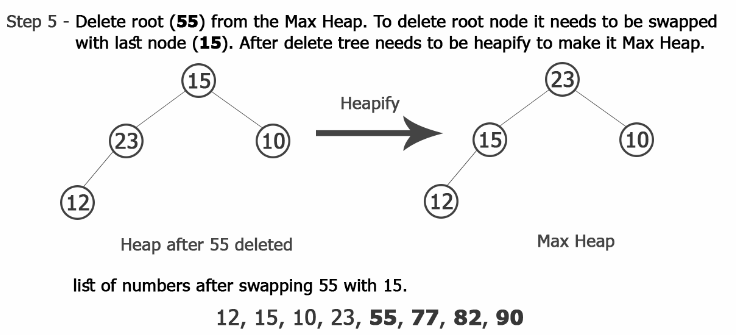 Step 5 - Delete root (55) from the Max Heap. To delete root node it needs to be swapped
with last node (15). After delete tree needs to be heapify to make it Max Heap.
15
23
Heapify
23
10
15
10
12
12
Heap after 55 deleted
Max Heap
list of numbers after swapping 55 with 15.
12, 15, 10, 23, 55, 77, 82, 90